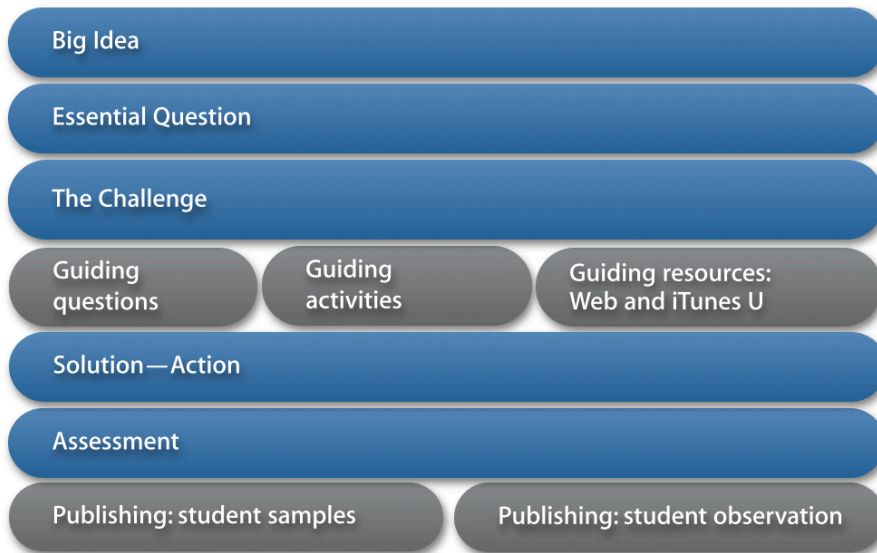 Big Idea
Essential Question
The Challenge
Guiding
questions
Guiding
activities
Guiding resources:
Web and iTunes U
Solution—Action
Assessment
Publishing: student samples
Publishing: student observation